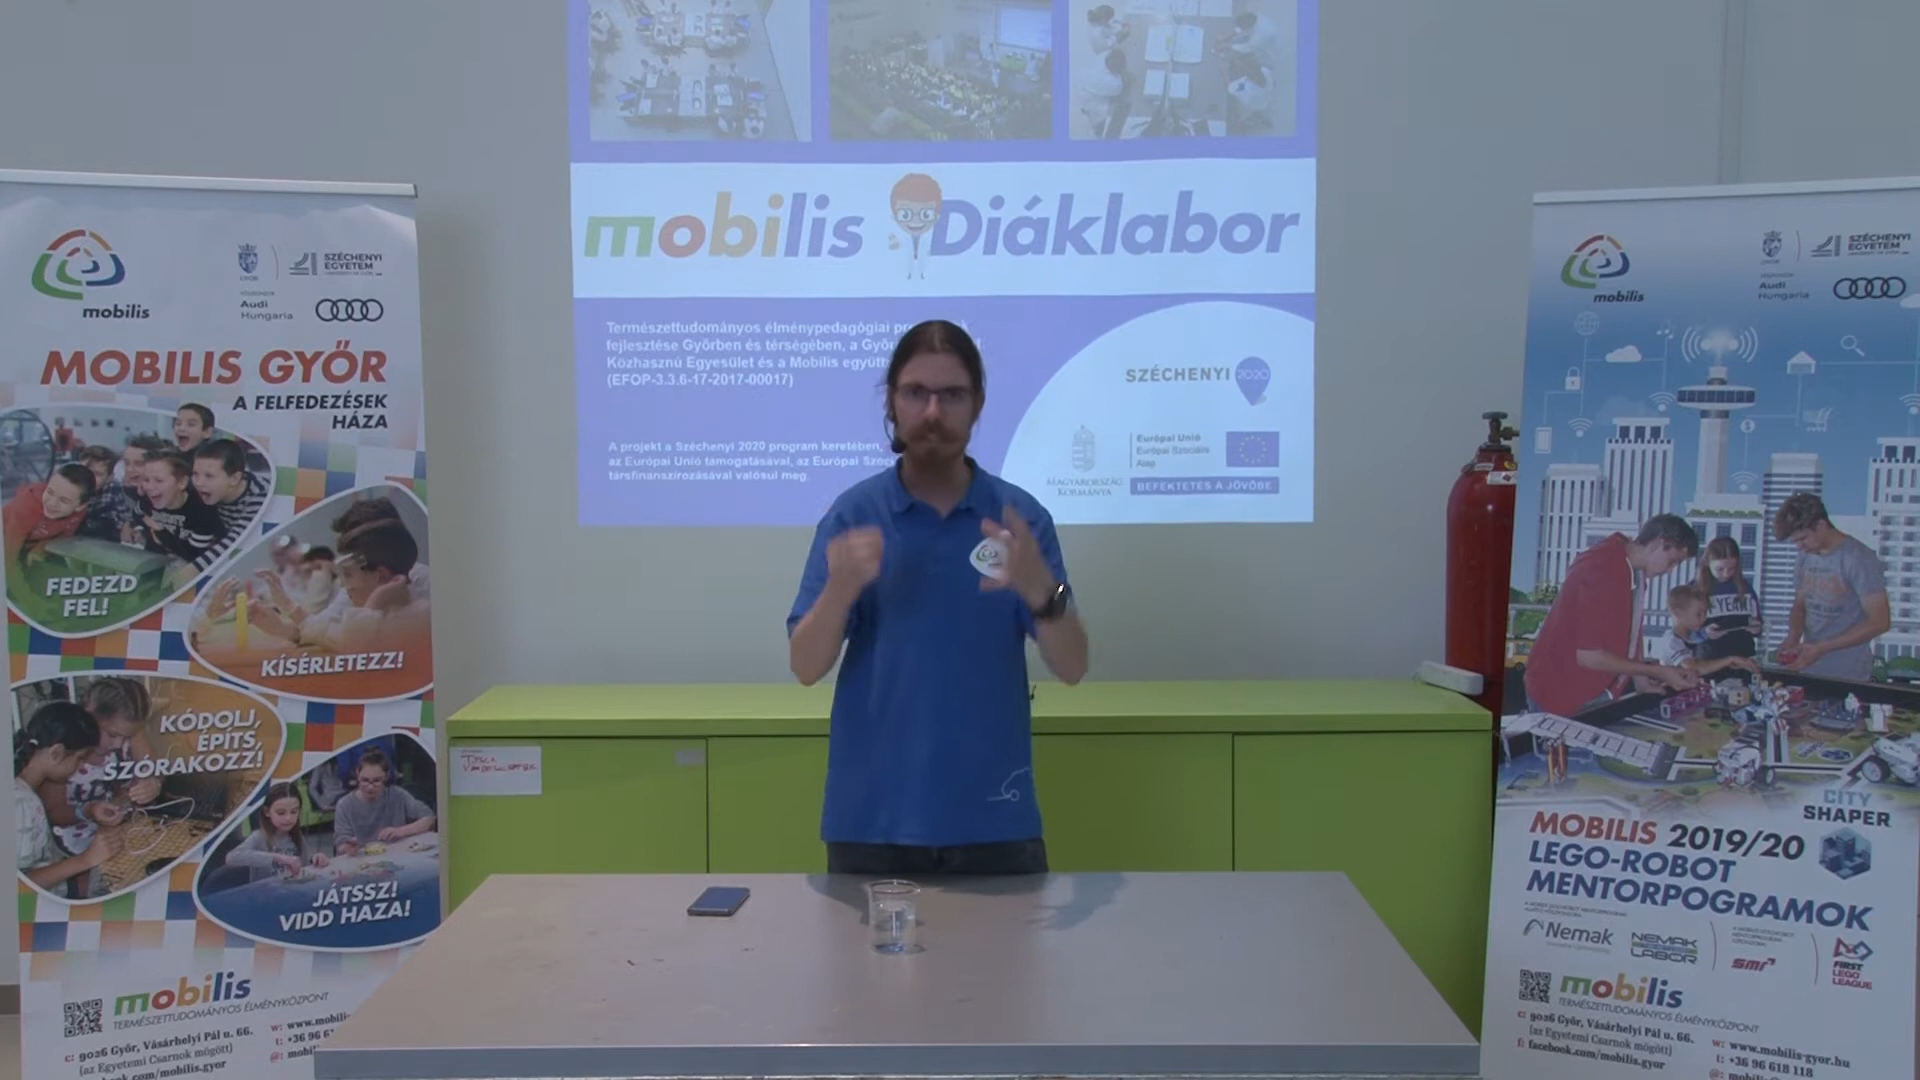 mobilis Diáklabor
Természettudományos élménypedagógiai
fejlesztése Győrben és térségében, a
Közhasznú Egyesület és a Mobilis
(EFOP-3.3.6-17-2017-00017)
A projekt a Széchenyi 2020 program keretében,
az Európai Unió támogatásával, az Európai
társfinanszírozásával valósul meg.
SZÉCHENYI 2020
MAGYARORSZÁG
KORMÁNYA
Európai Unió
Európai Szociális
Alap
BEFEKTETÉS A JÖVŐBE
mobilis
SZÉCHENYI
EGYETEM
Audi
Hungaria
MOBILIS GYŐR
A FELFEDEZÉSEK
HÁZA
FEDEZD
FEL!
KÍSÉRLETEZZ!
KÓDOLJ,
ÉPÍTS,
SZÓRAKOZZ!
JÁTSSZ!
VIDD HAZA!
mobilis
TERMÉSZETTUDOMÁNYOS ÉLMÉNYKÖZPONT
c: 9026 Győr, Vásárhelyi Pál u. 66.
(az Egyetemi Csarnok mögött)
w: www.mobilis
t: +36 96
mobilis
SZÉCHENYI
EGYETEM
Audi
Hungaria
CITY
SHAPER
MOBILIS 2019/20
LEGO-ROBOT
MENTORPOGRAMOK
Nemak
NEMAK
LABOR
smr
FIRST
LEGO
LEAGUE
mobilis
TERMÉSZETTUDOMÁNYOS ÉLMÉNYKÖZPONT
c: 9026 Győr, Vásárhelyi Pál u. 66.
(az Egyetemi Csarnok mögött)
f: facebook.com/mobilis.gyor
w: www.mobilis-gyor.hu
t: +36 96 618 118